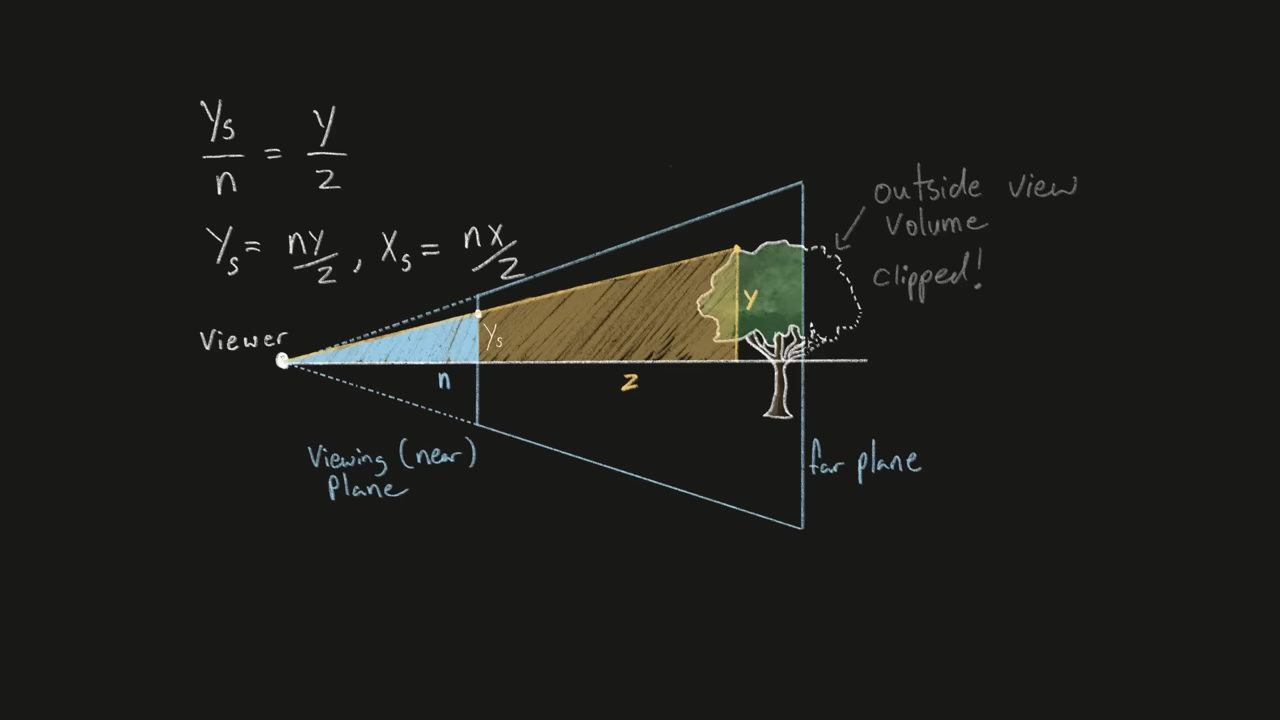 Ys/n = y/z
Ys = ny/z, Xs = nx/z
outside view
volume
clipped!
Viewer
Ys
y
n
z
Viewing (near)
Plane
far plane